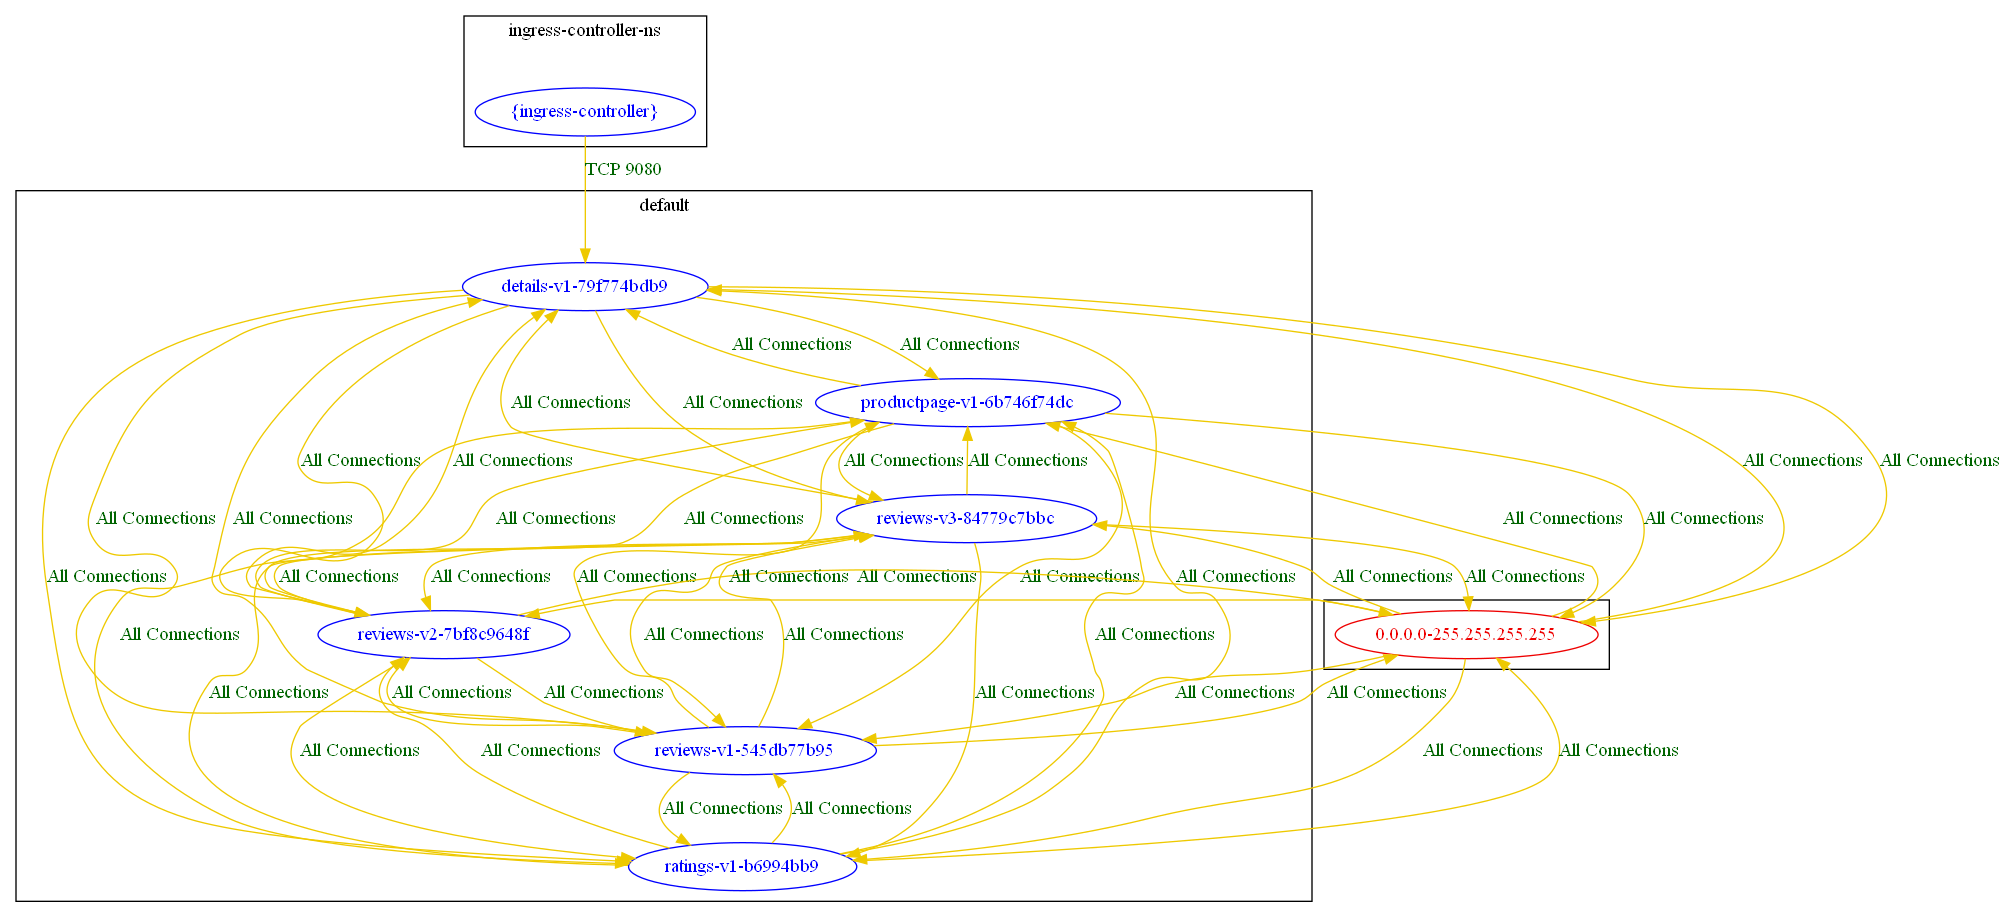 ingress-controller-ns
{ingress-controller}
TCP 9080
default
details-v1-79f774bdb9
All Connections
All Connections
productpage-v1-6b746f74dc
All Connections
All Connections
All Connections
All Connections
All Connections
All Connections
All Connections
All Connections
All Connections
All Connections
All Connections
All Connections
reviews-v3-84779c7bbc
All Connections
All Connections
All Connections
All Connections
All Connections
All Connections
All Connections
All Connections
All Connections
All Connections
All Connections
All Connections
All Connections
reviews-v2-7bf8c9648f
All Connections
All Connections
All Connections
0.0.0.0-255.255.255.255
All Connections
All Connections
All Connections
All Connections
All Connections
All Connections
All Connections
reviews-v1-545db77b95
All Connections
All Connections
All Connections
All Connections
ratings-v1-b6994bb9